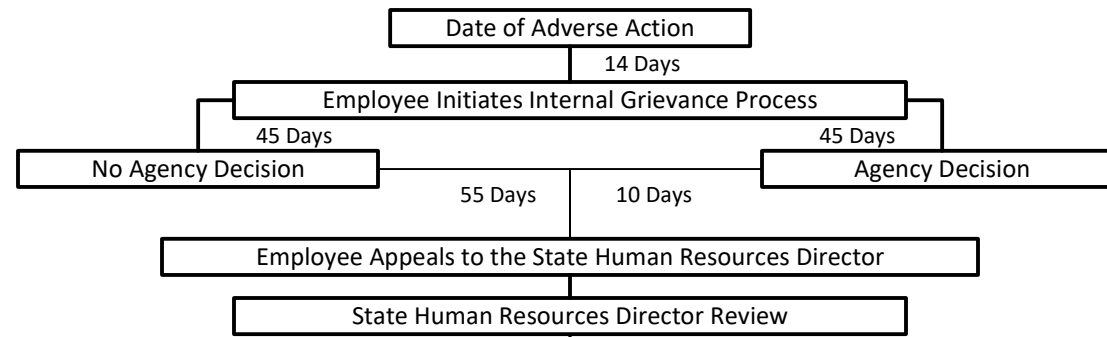 Date of Adverse Action
14 Days
Employee Initiates Internal Grievance Process
45 Days
45 Days
No Agency Decision
Agency Decision
55 Days
10 Days
Employee Appeals to the State Human Resources Director
State Human Resources Director Review